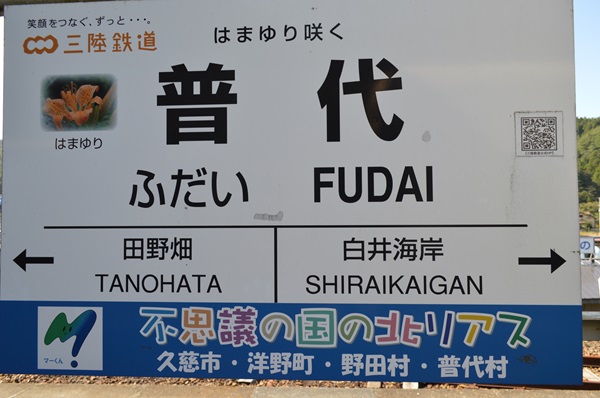 笑顔をつなぐ、ずっと・・・。
三陸鉄道
はまゆり咲く
はまゆり
普代
ふだい FUDAI
田野畑 白井海岸
TANOHATA SHIRAIKAIGAN
マーくん
不思議の国の北リアス
久慈市・洋野町・野田村・普代村
の